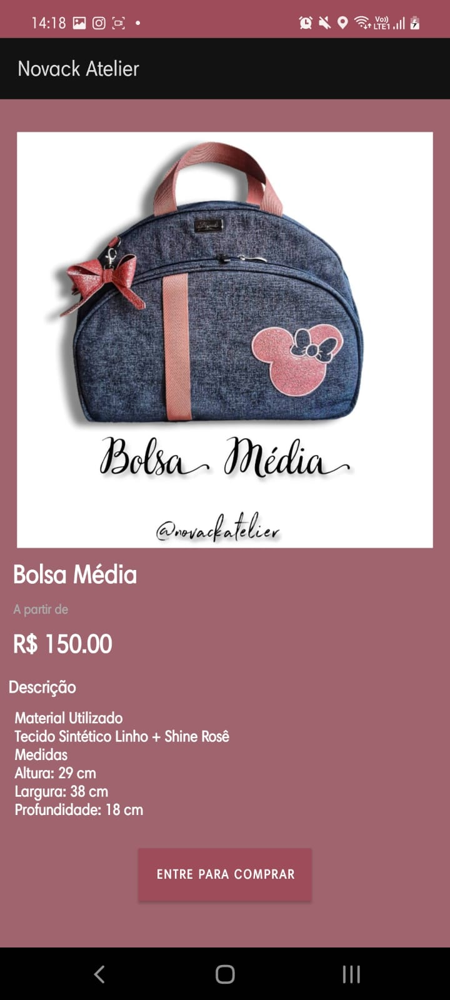 14:18
Vo))
LTE1
Novack Atelier
Bolsa Média
@novackatelier
Bolsa Média
A partir de
R$ 150.00
Descrição
Material Utilizado
Tecido Sintético Linho + Shine Rosê
Medidas
Altura: 29 cm
Largura: 38 cm
Profundidade: 18 cm
ENTRE PARA COMPRAR